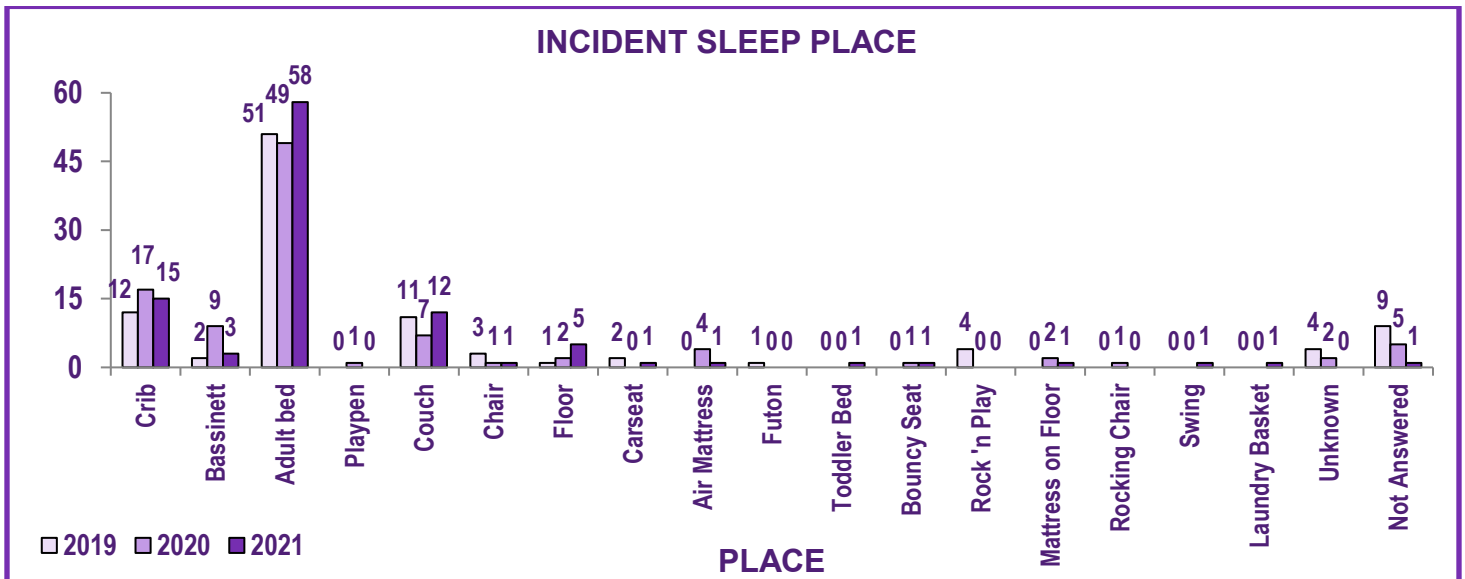 INCIDENT SLEEP PLACE
60
45
30
15
0
12 17 15
2 9 3
51 49 58
0 1 0
11 7 12
3 1 1
1 2 5
2 0 1
0 4 1
1 0 0
0 0 1
0 1 1
4 0 0
0 2 1
0 1 0
0 0 1
0 0 1
4 2 0
9 5 1
Crib
Bassinett
Adult bed
Playpen
Couch
Chair
Floor
Carseat
Air Mattress
Futon
Toddler Bed
Bouncy Seat
Rock 'n Play
Mattress on Floor
Rocking Chair
Swing
Laundry Basket
Unknown
Not Answered
2019 2020 2021
PLACE